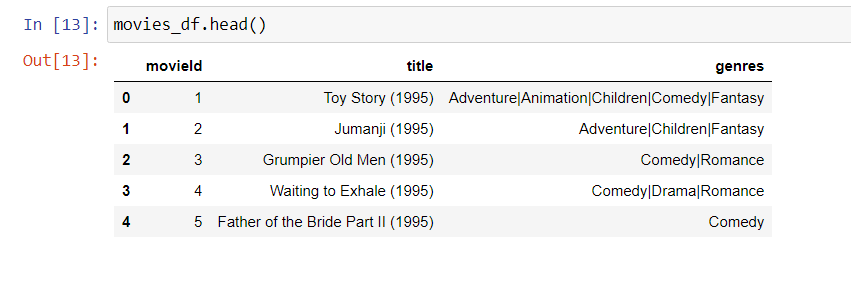 In [13]: movies_df.head()
Out[13]:
movieId title genres
0 1 Toy Story (1995) Adventure|Animation|Children|Comedy|Fantasy
1 2 Jumanji (1995) Adventure|Children|Fantasy
2 3 Grumpier Old Men (1995) Comedy|Romance
3 4 Waiting to Exhale (1995) Comedy|Drama|Romance
4 5 Father of the Bride Part II (1995) Comedy